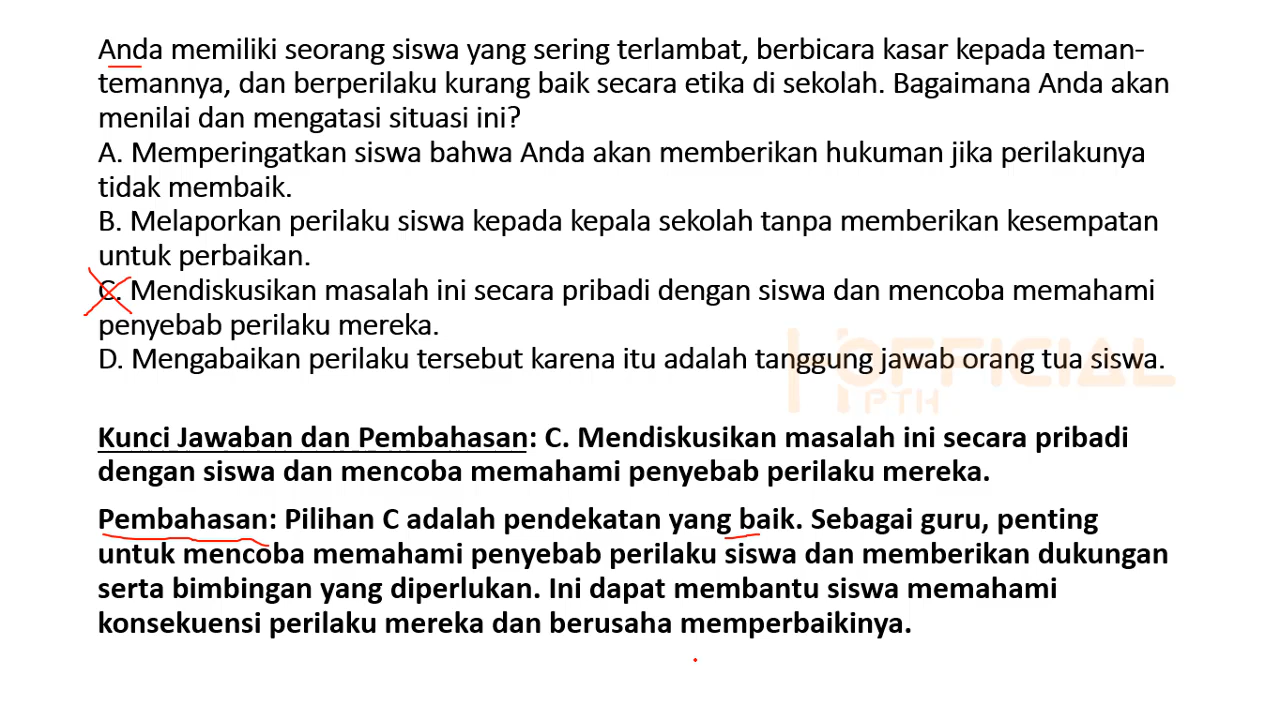 Anda memiliki seorang siswa yang sering terlambat, berbicara kasar kepada teman-
temannya, dan berperilaku kurang baik secara etika di sekolah. Bagaimana Anda akan
menilai dan mengatasi situasi ini?
A. Memperingatkan siswa bahwa Anda akan memberikan hukuman jika perilakunya
tidak membaik.
B. Melaporkan perilaku siswa kepada kepala sekolah tanpa memberikan kesempatan
untuk perbaikan.
C. Mendiskusikan masalah ini secara pribadi dengan siswa dan mencoba memahami
penyebab perilaku mereka.
D. Mengabaikan perilaku tersebut karena itu adalah tanggung jawab orang tua siswa.
OFFICIAL
PTH
Kunci Jawaban dan Pembahasan: C. Mendiskusikan masalah ini secara pribadi
dengan siswa dan mencoba memahami penyebab perilaku mereka.
Pembahasan: Pilihan C adalah pendekatan yang baik. Sebagai guru, penting
untuk mencoba memahami penyebab perilaku siswa dan memberikan dukungan
serta bimbingan yang diperlukan. Ini dapat membantu siswa memahami
konsekuensi perilaku mereka dan berusaha memperbaikinya.